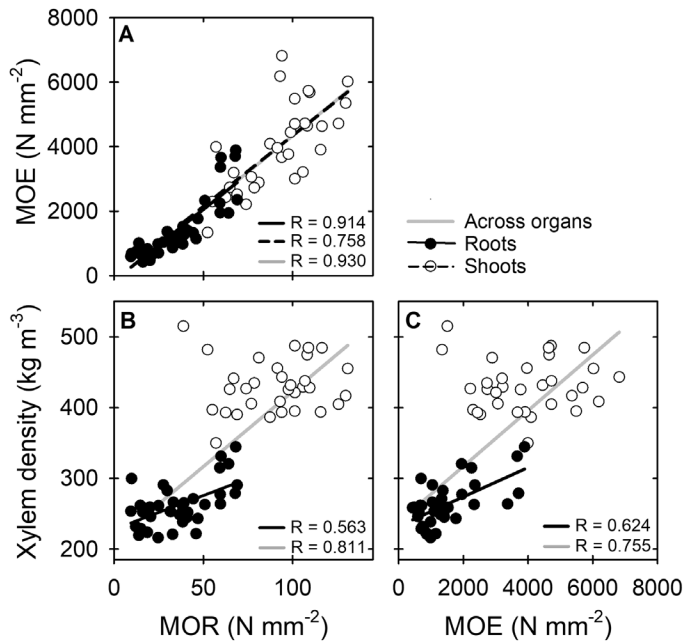 A
8000
6000
4000
2000
0
MOE (N mm⁻²)
R = 0.914
R = 0.758
R = 0.930
Across organs
Roots
Shoots
B
500
400
300
200
Xylem density (kg m⁻³)
R = 0.563
R = 0.811
0 50 100
MOR (N mm⁻²)
C
R = 0.624
R = 0.755
0 2000 4000 6000 8000
MOE (N mm⁻²)